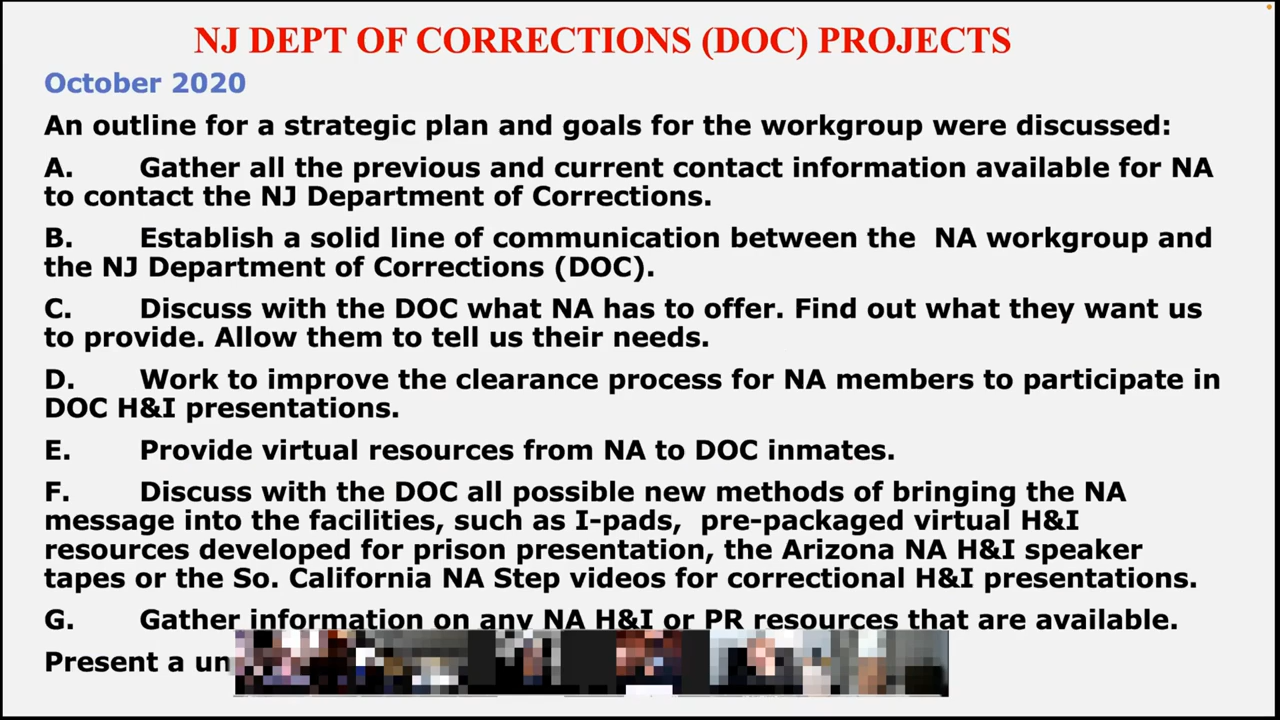 NJ DEPT OF CORRECTIONS (DOC) PROJECTS
October 2020
An outline for a strategic plan and goals for the workgroup were discussed:
A. Gather all the previous and current contact information available for NA
to contact the NJ Department of Corrections.
B. Establish a solid line of communication between the NA workgroup and
the NJ Department of Corrections (DOC).
C. Discuss with the DOC what NA has to offer. Find out what they want us
to provide. Allow them to tell us their needs.
D. Work to improve the clearance process for NA members to participate in
DOC H&I presentations.
E. Provide virtual resources from NA to DOC inmates.
F. Discuss with the DOC all possible new methods of bringing the NA
message into the facilities, such as I-pads, pre-packaged virtual H&I
resources developed for prison presentation, the Arizona NA H&I speaker
tapes or the So. California NA Step videos for correctional H&I presentations.
G. Gather information on any NA H&I or PR resources that are available.
Present a